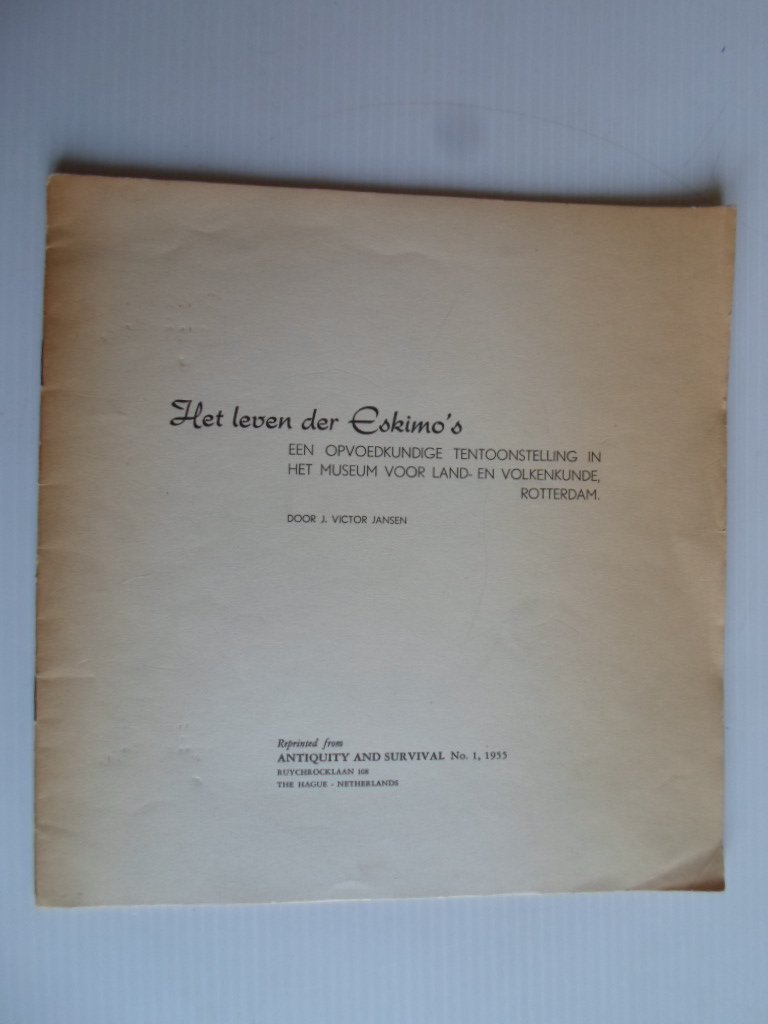 Het leven der Eskimo's
EEN OPVOEDKUNDIGE TENTOONSTELLING IN
HET MUSEUM VOOR LAND- EN VOLKENKUNDE,
ROTTERDAM.
DOOR J. VICTOR JANSEN
Reprinted from
ANTIQUITY AND SURVIVAL No. 1, 1955
RUYCHROCKLAAN 108
THE HAGUE - NETHERLANDS